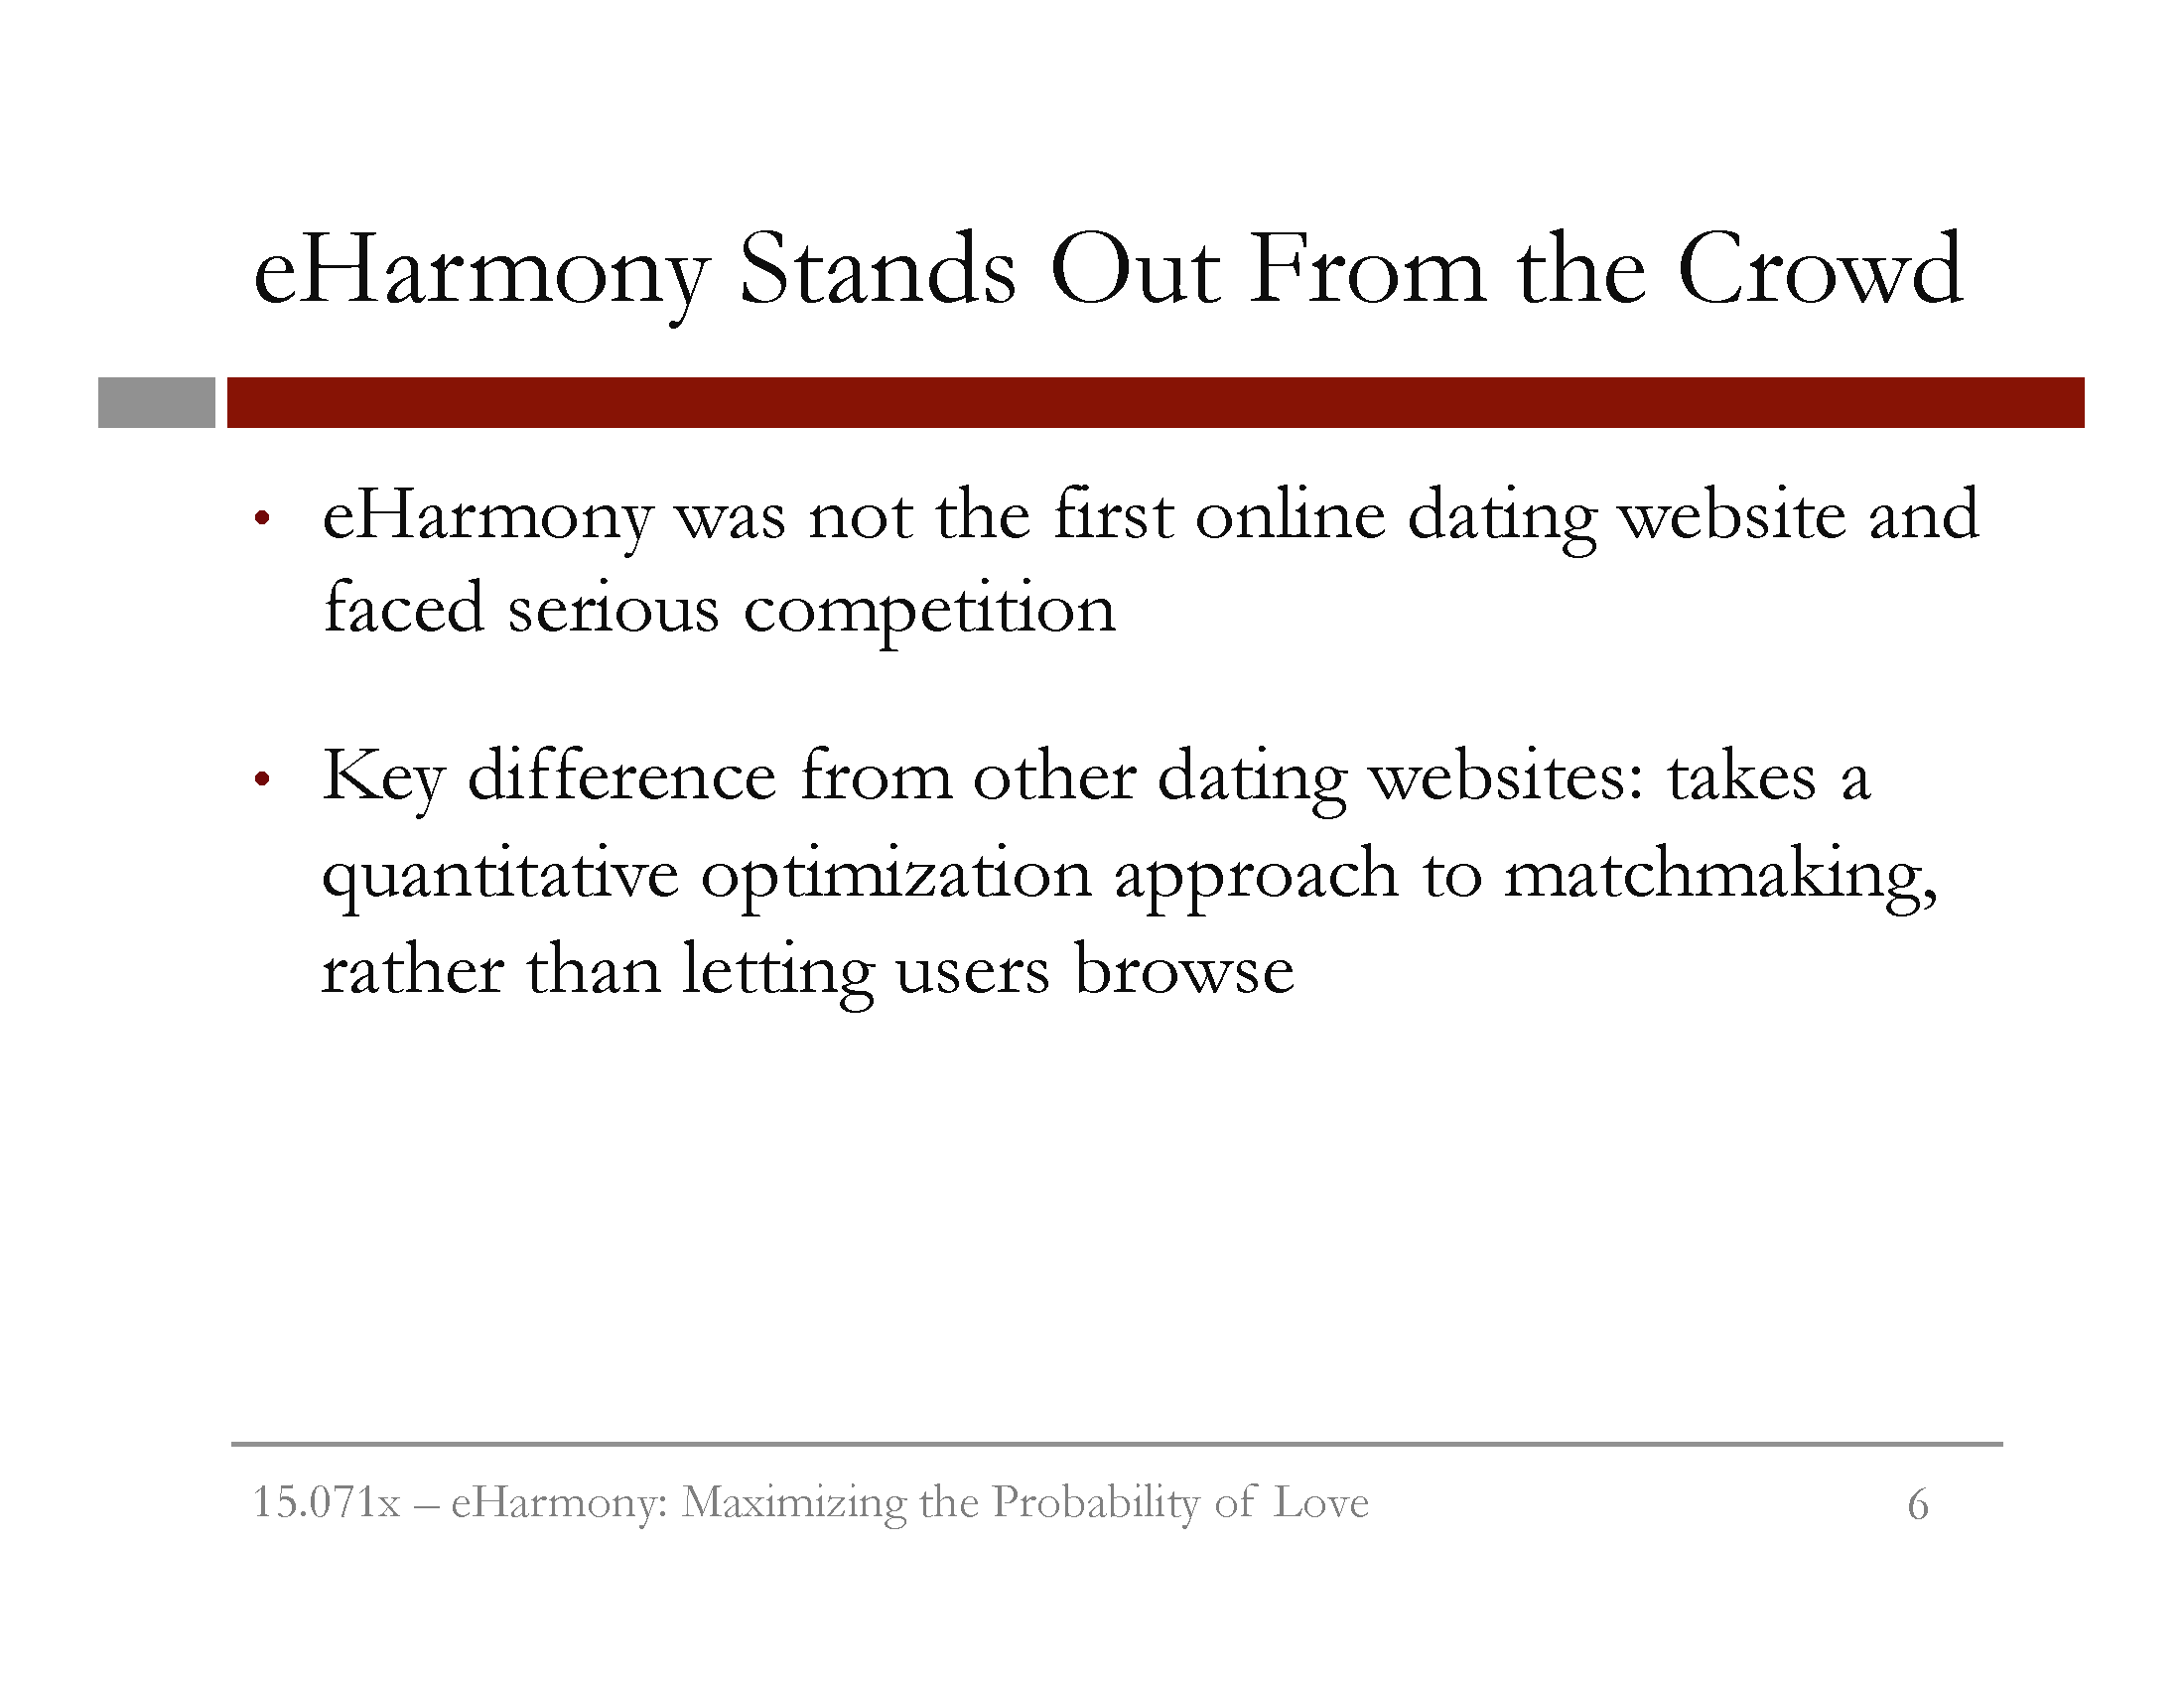 eHarmony Stands Out From the Crowd
• eHarmony was not the first online dating website and
faced serious competition
• Key difference from other dating websites: takes a
quantitative optimization approach to matchmaking,
rather than letting users browse
15.071x – eHarmony: Maximizing the Probability of Love 6